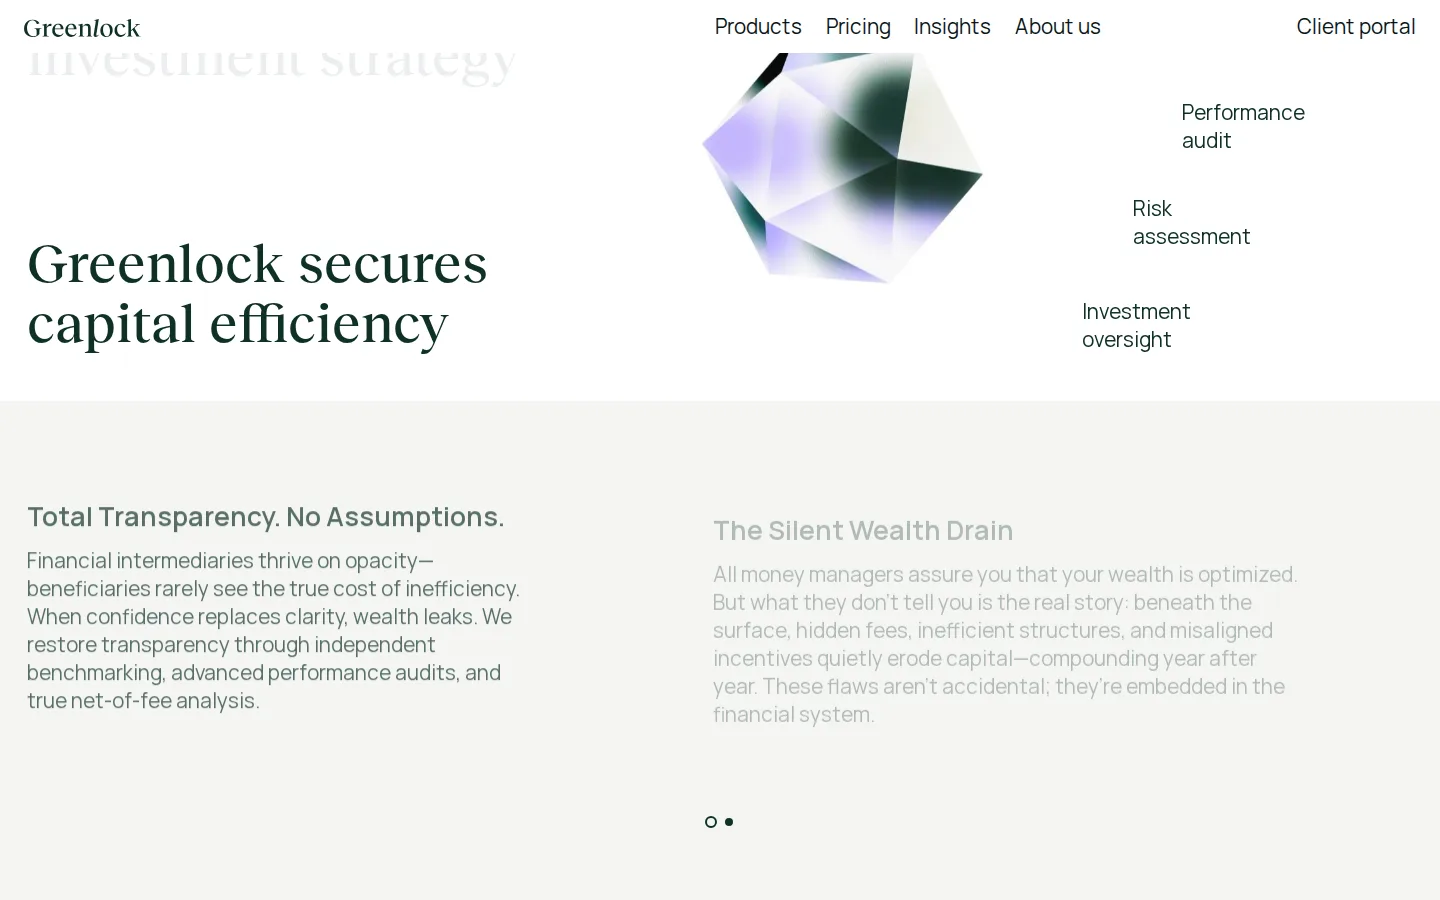 Greenlock
Products
Pricing
Insights
About us
Client portal
investment strategy
Performance
audit
Risk
assessment
Investment
oversight
Greenlock secures
capital efficiency
Total Transparency. No Assumptions.
Financial intermediaries thrive on opacity—
beneficiaries rarely see the true cost of inefficiency.
When confidence replaces clarity, wealth leaks. We
restore transparency through independent
benchmarking, advanced performance audits, and
true net-of-fee analysis.
The Silent Wealth Drain
All money managers assure you that your wealth is optimized.
But what they don't tell you is the real story: beneath the
surface, hidden fees, inefficient structures, and misaligned
incentives quietly erode capital—compounding year after
year. These flaws aren't accidental; they're embedded in the
financial system.